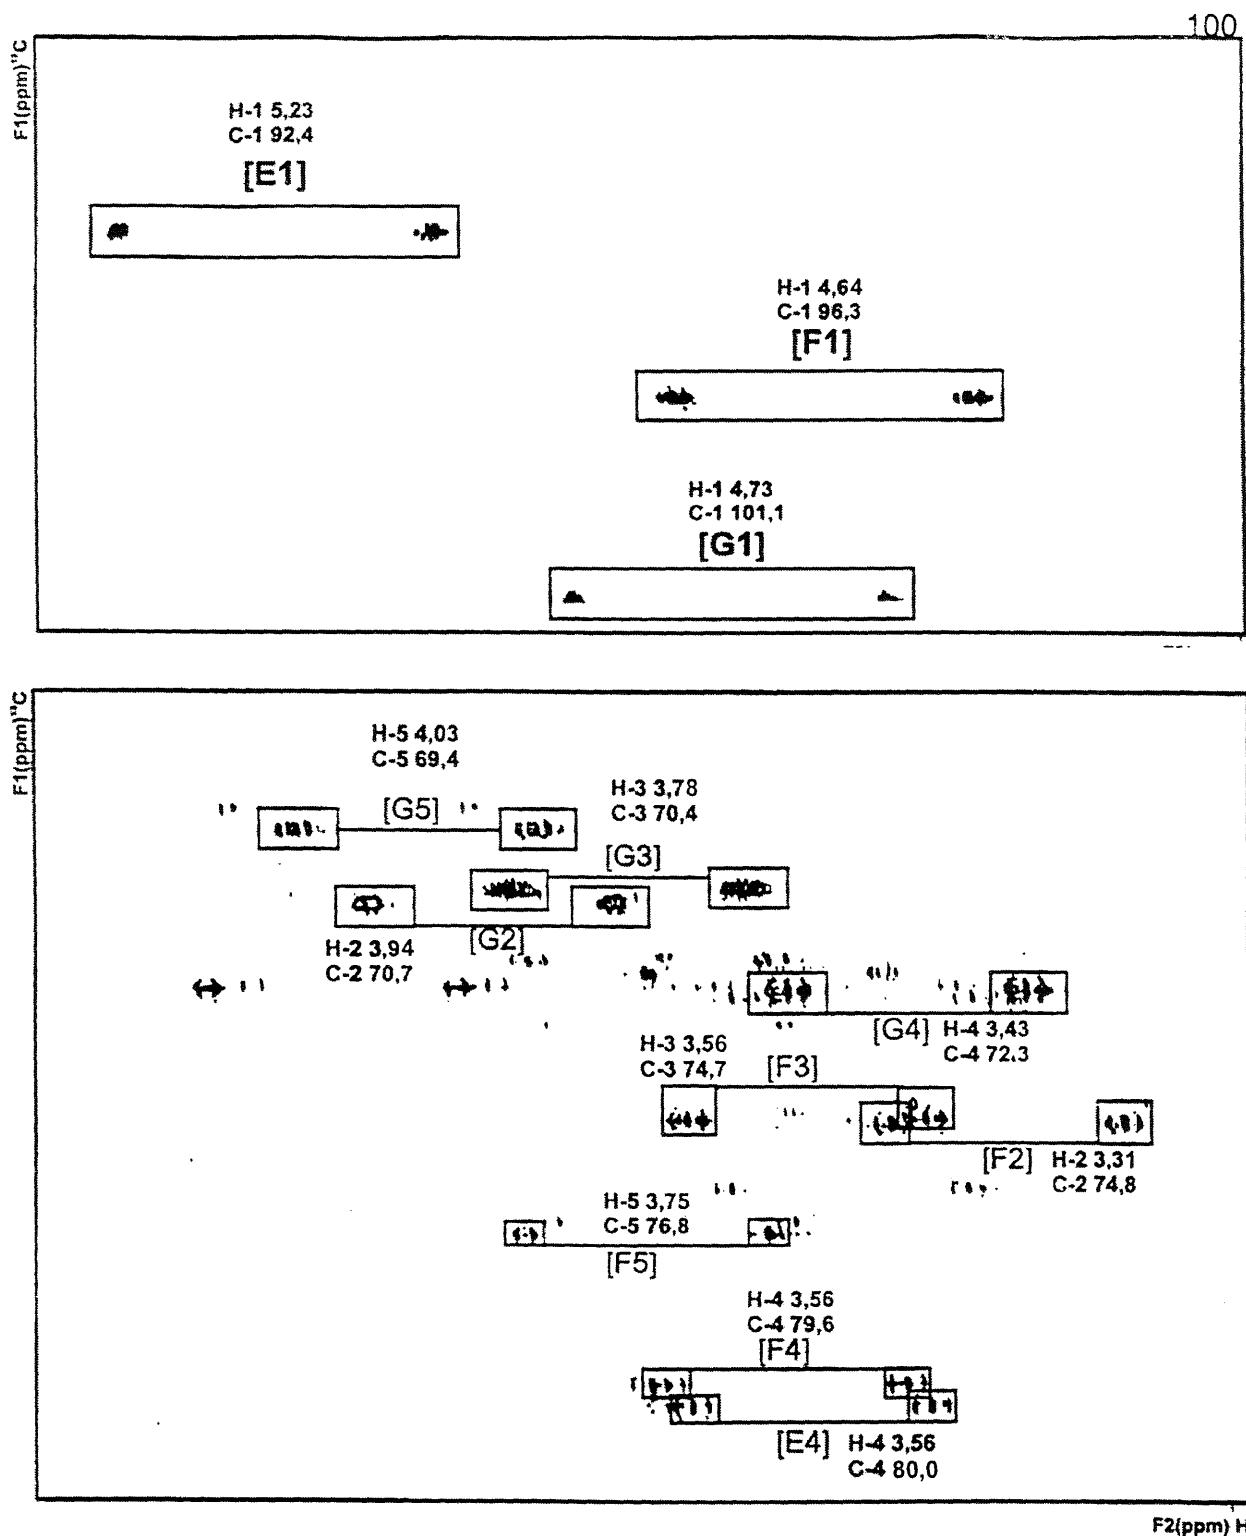 100
F1(ppm)¹³C
H-1 5,23
C-1 92,4
[E1]
H-1 4,64
C-1 96,3
[F1]
H-1 4,73
C-1 101,1
[G1]
F1(ppm)¹³C
H-5 4,03
C-5 69,4
[G5]
H-3 3,78
C-3 70,4
[G3]
[G2]
H-2 3,94
C-2 70,7
[G4]
H-4 3,43
C-4 72.3
H-3 3,56
C-3 74,7
[F3]
[F2]
H-2 3,31
C-2 74,8
H-5 3,75
C-5 76,8
[F5]
H-4 3,56
C-4 79,6
[F4]
[E4]
H-4 3,56
C-4 80,0
F2(ppm) H